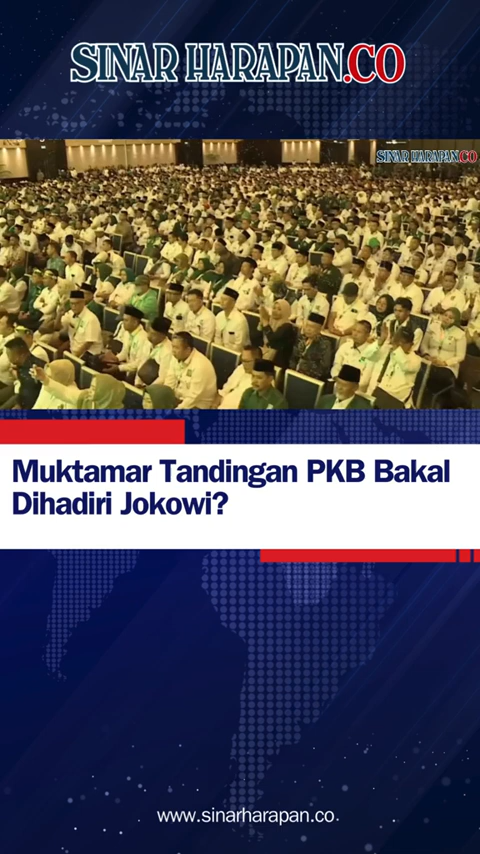 SINAR HARAPAN.CO
SINAR HARAPAN.CO
Muktamar Tandingan PKB Bakal
Dihadiri Jokowi?
www.sinarharapan.co